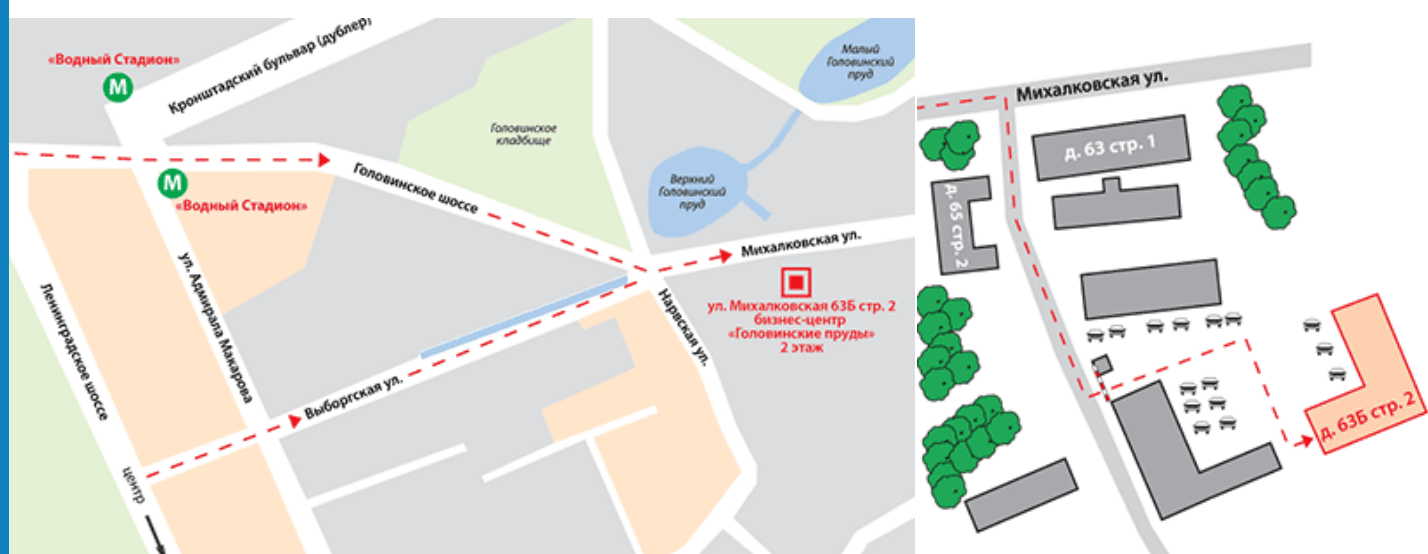 «Водный Стадион»
М
Кронштадский бульвар (дублер)
Малый
Головинский
пруд
Головинское
кладбище
М
«Водный Стадион»
Головинское шоссе
Верхний
Головинский
пруд
Михалковская ул.
ул. Михалковская 63Б стр. 2
бизнес-центр
«Головинские пруды»
2 этаж
ул. Адмирала Макарова
Ленинградское шоссе
Нарвская ул.
Выборгская ул.
центр
Михалковская ул.
д. 63 стр. 1
д. 65 стр. 2
д. 63Б стр. 2